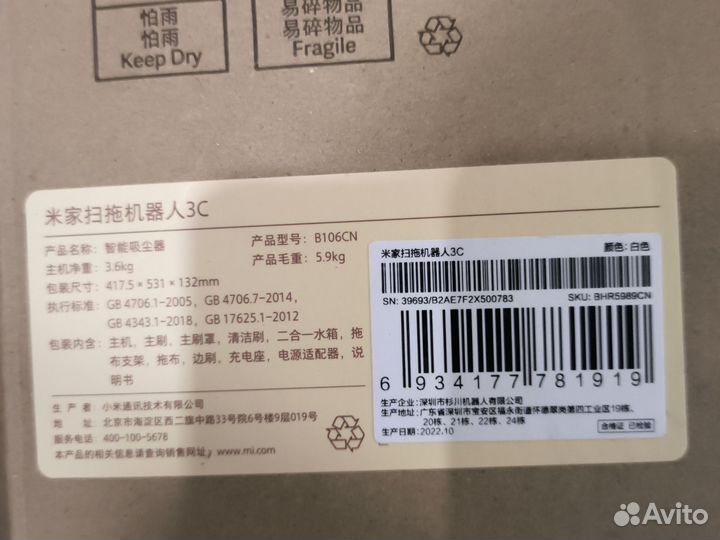 怕雨
怕雨
Keep Dry
易碎物品
易碎物品
Fragile
米家扫拖机器人3C
产品名称: 智能吸尘器
产品型号: B106CN
主机净重: 3.6kg
产品毛重: 5.9kg
包装尺寸: 417.5 × 531 × 132mm
执行标准: GB 4706.1-2005, GB 4706.7-2014,
GB 4343.1-2018, GB 17625.1-2012
包装内含: 主机, 主刷, 主刷罩, 清洁刷, 二合一水箱, 拖
布支架, 拖布, 边刷, 充电座, 电源适配器, 说
明书
生 产 者: 小米通讯技术有限公司
地 址: 北京市海淀区西二旗中路33号院6号楼9层019号
服务电话: 400-100-5678
产品的相关信息请查询销售网址: www.mi.com
米家扫拖机器人3C
颜色: 白色
SN: 39693/B2AE7F2X500783
SKU: BHR5989CN
6 934177 781919
生产企业: 深圳市杉川机器人有限公司
生产地址: 广东省深圳市宝安区福永街道怀德翠岗第四工业区19栋,
20栋, 21栋, 22栋, 24栋
生产日期: 2022.10
合格证 已检验
Avito